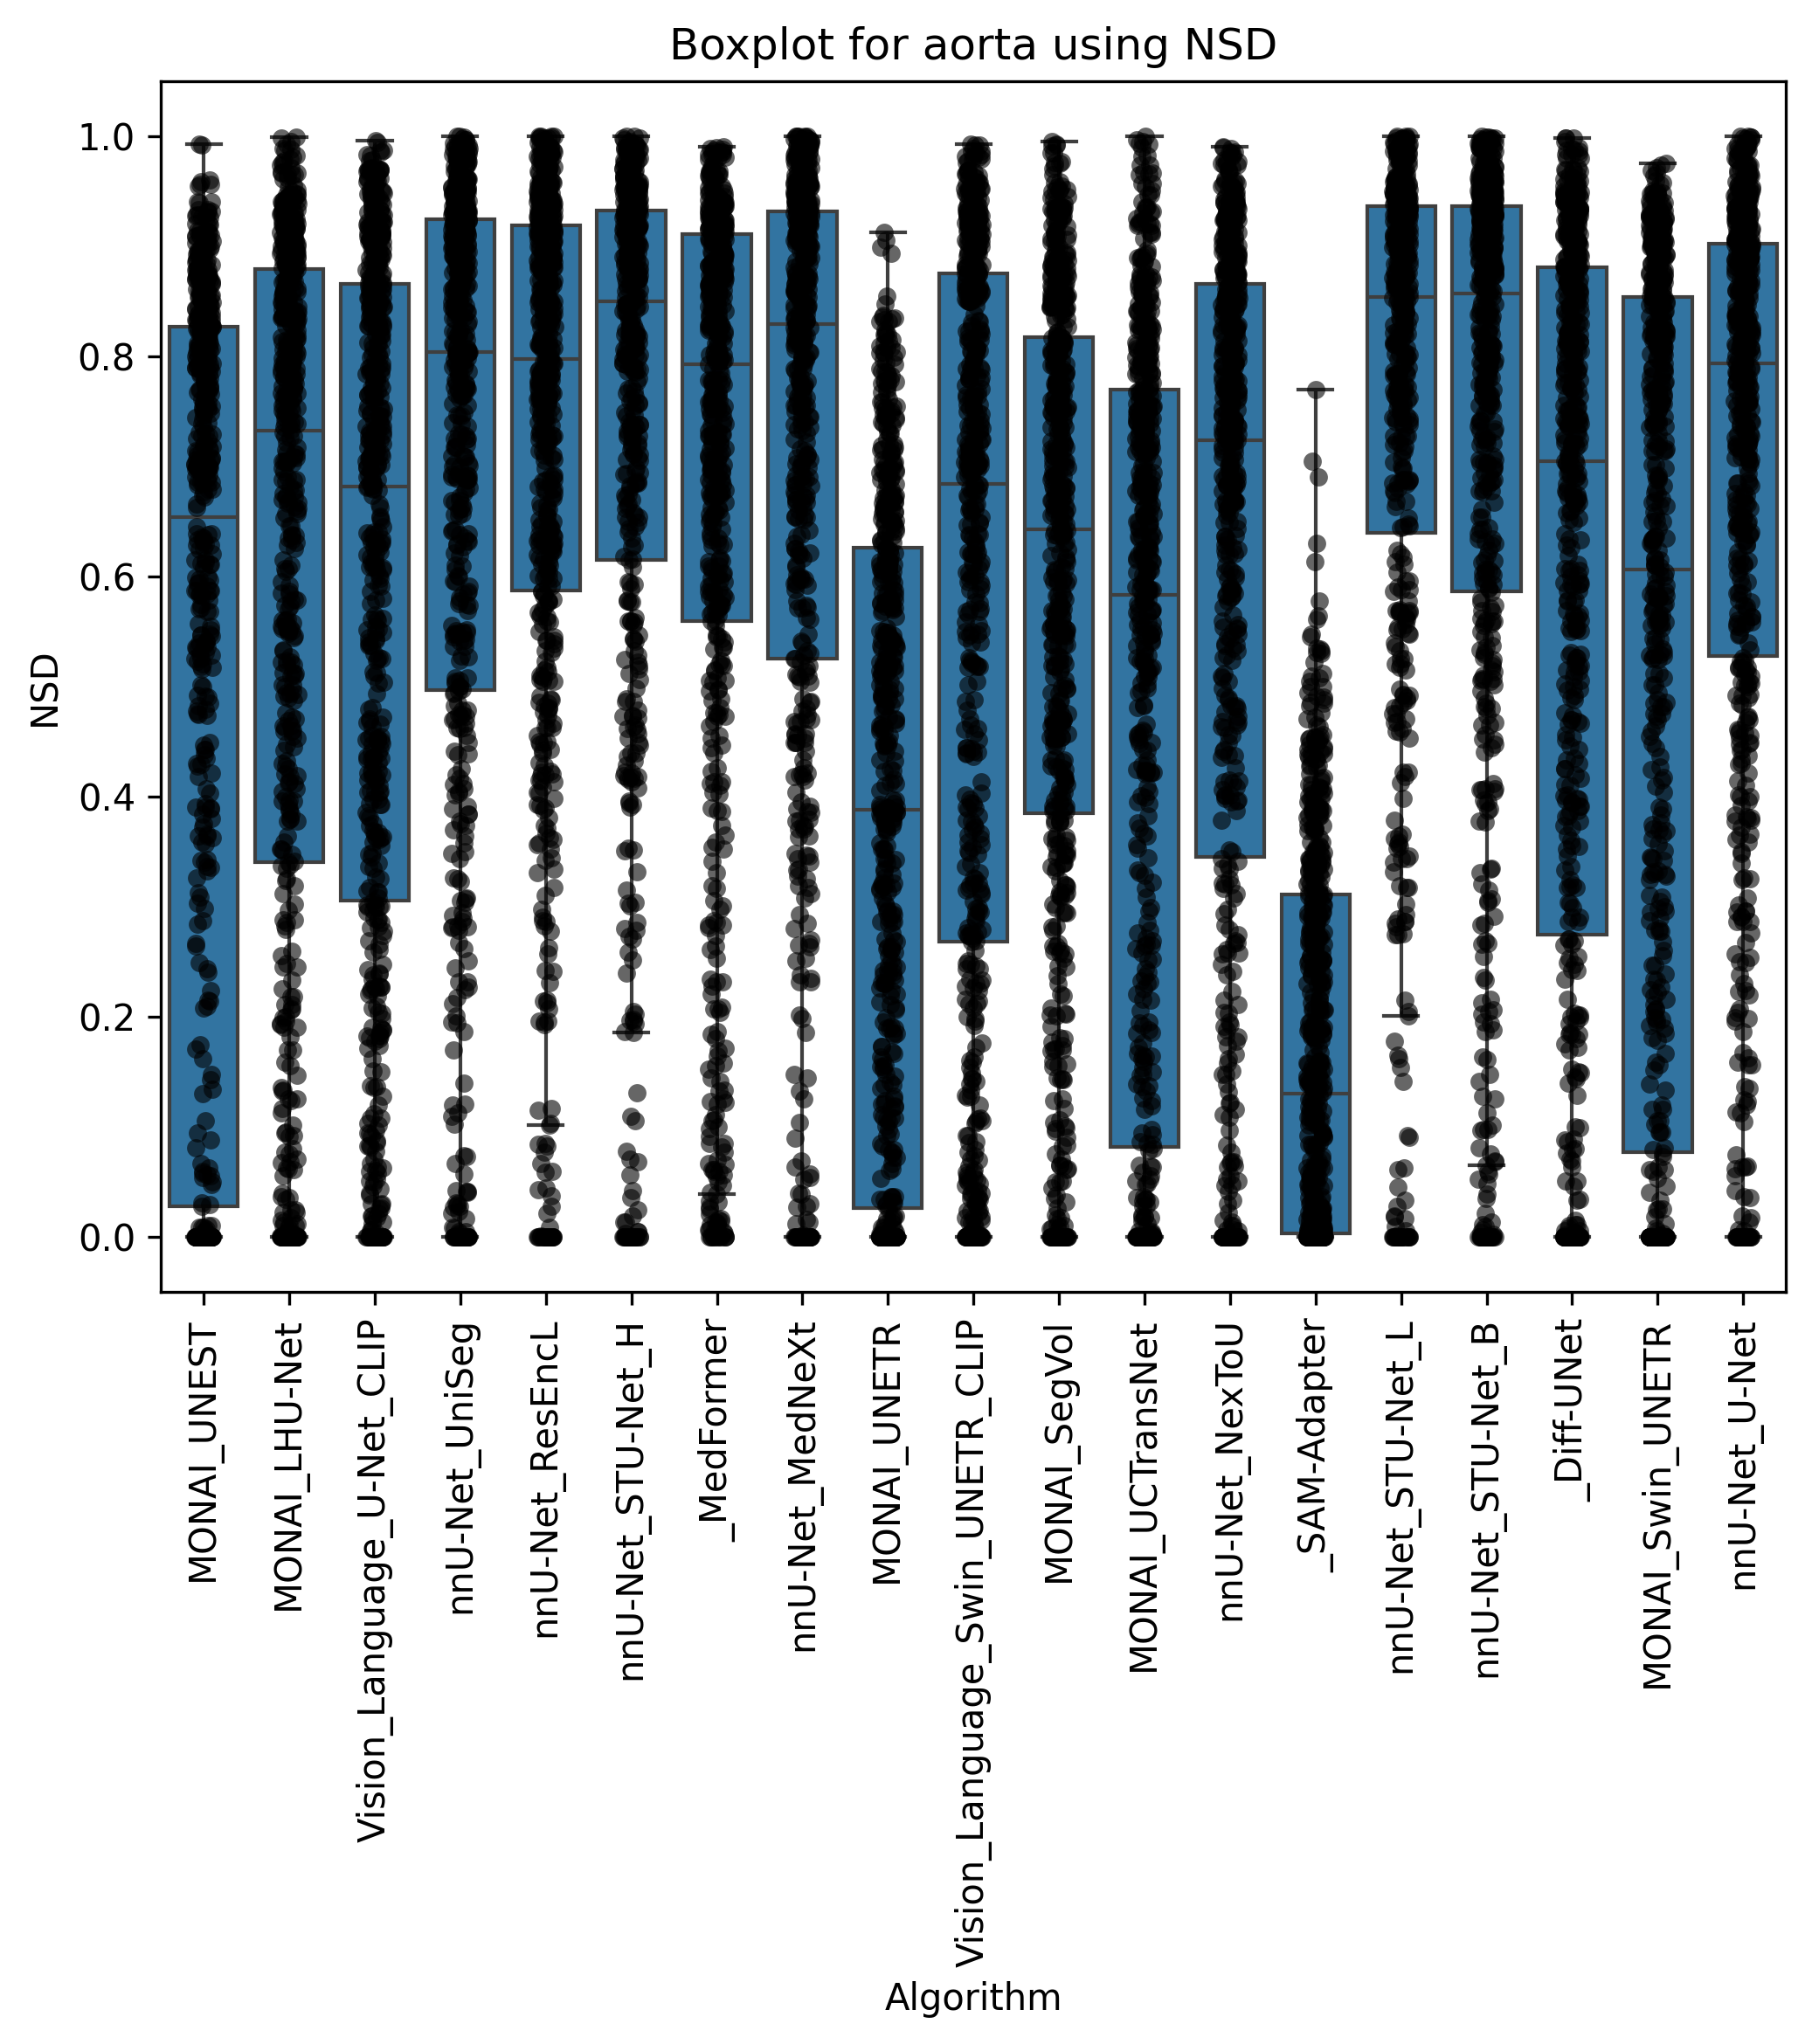 Boxplot for aorta using NSD
1.0
0.8
0.6
0.4
0.2
0.0
NSD
MONAI_UNEST
MONAI_LHU-Net
Vision_Language_U-Net_CLIP
nnU-Net_UniSeg
nnU-Net_ResEncL
nnU-Net_STU-Net_H
_MedFormer
nnU-Net_MedNeXt
MONAI_UNETR
Vision_Language_Swin_UNETR_CLIP
MONAI_SegVol
MONAI_UCTransNet
nnU-Net_NexToU
_SAM-Adapter
nnU-Net_STU-Net_L
nnU-Net_STU-Net_B
_Diff-UNet
MONAI_Swin_UNETR
nnU-Net_U-Net
Algorithm